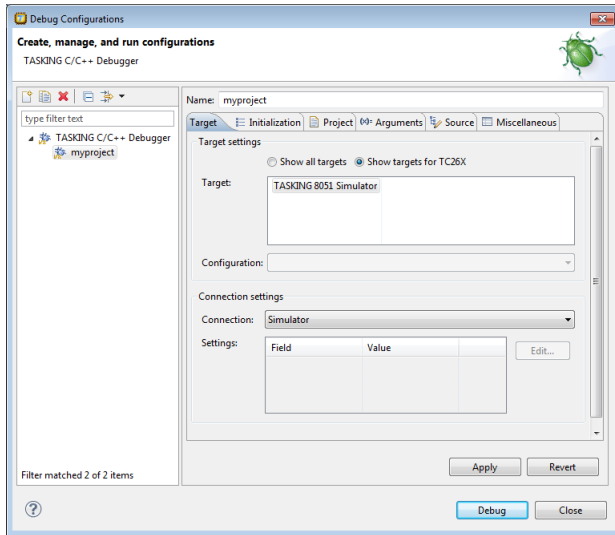 Debug Configurations
Create, manage, and run configurations
TASKING C/C++ Debugger
type filter text
TASKING C/C++ Debugger
myproject
Filter matched 2 of 2 items
Name: myproject
Target Initialization Project (x)= Arguments Source Miscellaneous
Target settings
Show all targets Show targets for TC26X
Target: TASKING 8051 Simulator
Configuration:
Connection settings
Connection: Simulator
Settings: Field Value Edit...
Apply Revert
Debug Close